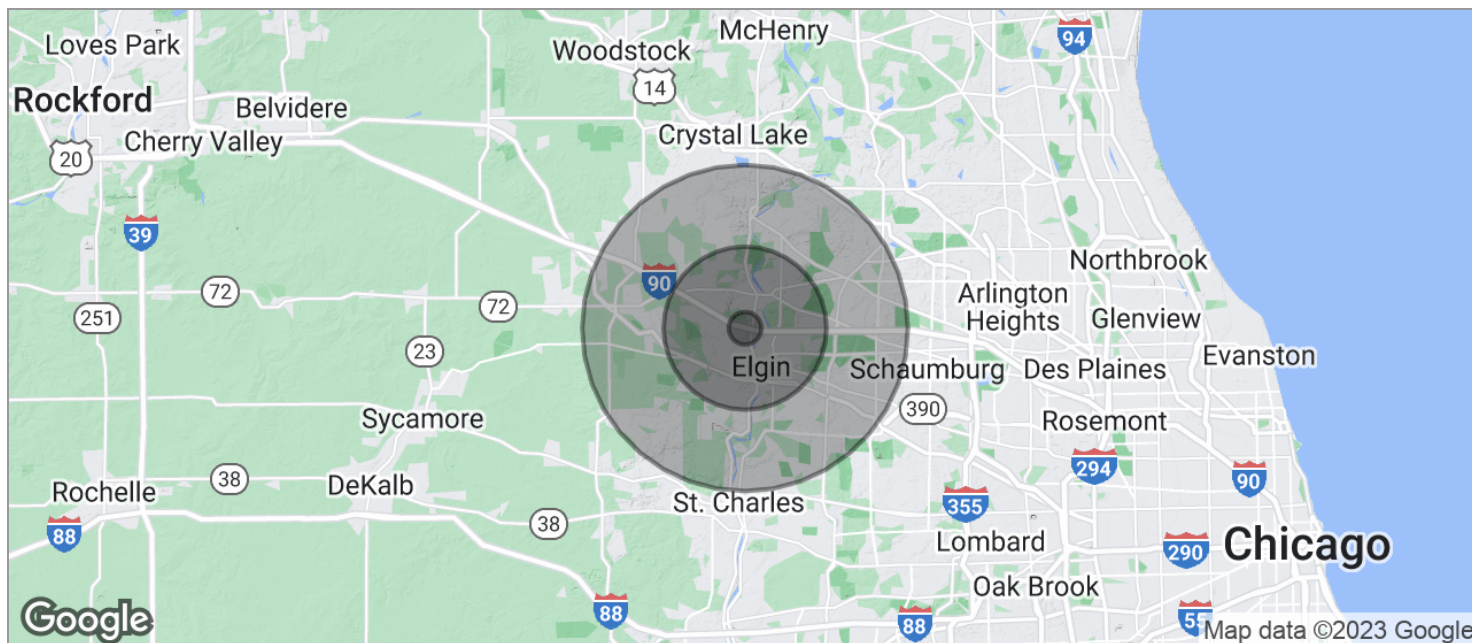 Loves Park
McHenry
Woodstock
94
14
Rockford
Belvidere
Crystal Lake
Cherry Valley
20
39
Northbrook
90
72
72
Arlington
Heights
251
Glenview
23
Evanston
Elgin
Schaumburg
Des Plaines
390
Sycamore
Rosemont
294
38
90
DeKalb
Rochelle
St. Charles
355
38
88
Lombard
290
Chicago
Oak Brook
88
88
55
Google
Map data ©2023 Google